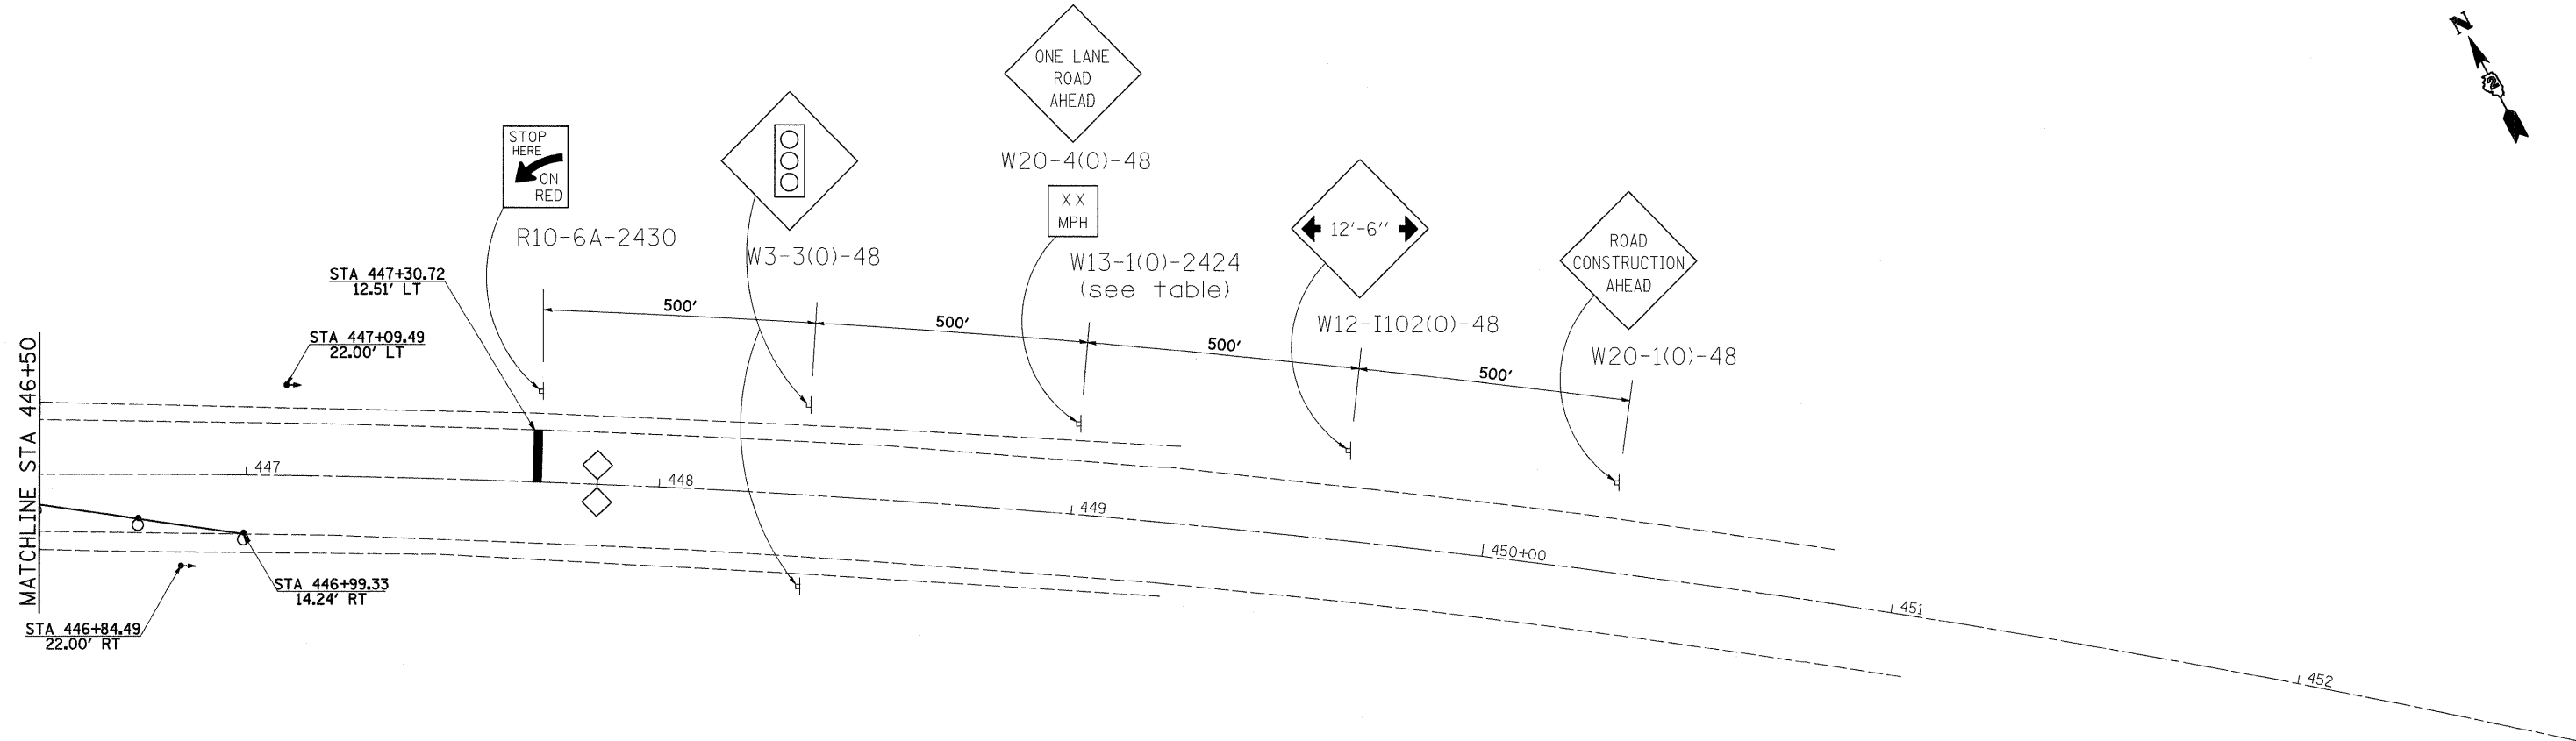 N
2
ONE LANE
ROAD
AHEAD
W20-4(O)-48
XX
MPH
W13-1(O)-2424
(see table)
STOP
HERE
ON
RED
R10-6A-2430
W3-3(O)-48
12'-6"
W12-I102(O)-48
ROAD
CONSTRUCTION
AHEAD
W20-1(O)-48
STA 447+30.72
12.51' LT
500'
500'
500'
500'
STA 447+09.49
22.00' LT
MATCHLINE STA 446+50
447
448
449
450+00
451
452
STA 446+99.33
14.24' RT
STA 446+84.49
22.00' RT